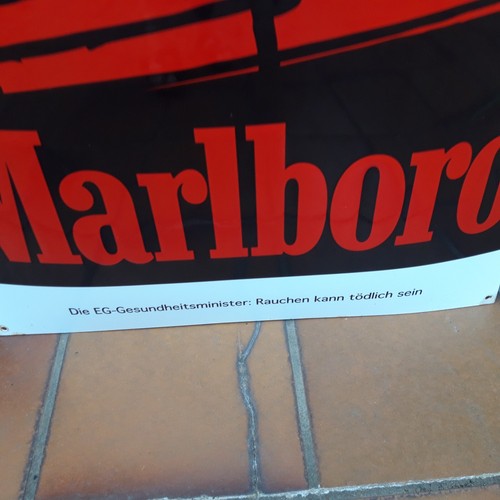 Marlboro
Die EG-Gesundheitsminister: Rauchen kann tödlich sein